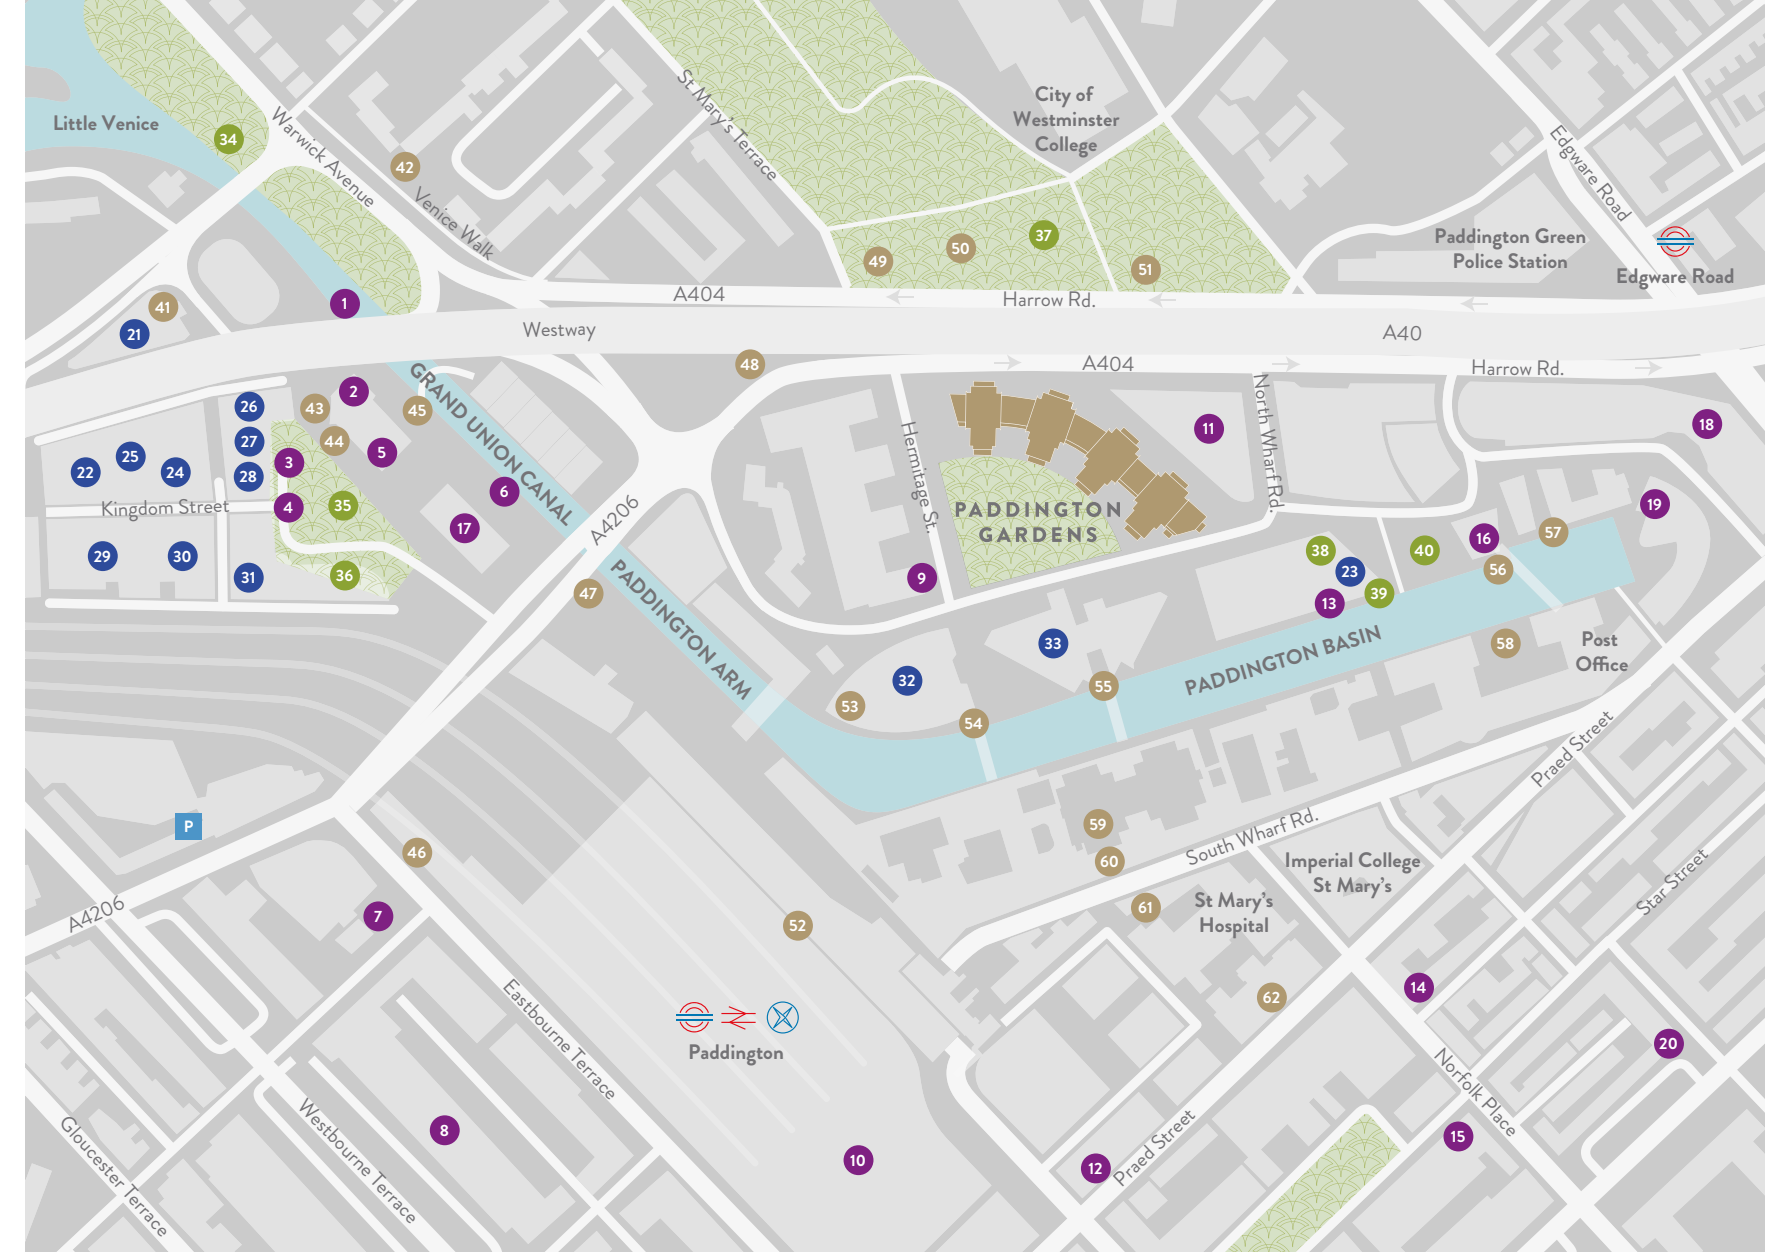 City of
Westminster
College
Little Venice
34
Warwick Avenue
42
Venice Walk
St Mary's Terrace
Edgware Road
37
49
50
51
Paddington Green
Police Station
Edgware Road
A404
Harrow Rd.
41
21
1
Westway
A40
48
A404
Harrow Rd.
GRAND UNION CANAL
26
43
2
45
27
44
5
22
25
24
28
3
6
Kingdom Street
4
35
17
29
30
31
36
A4206
47
PADDINGTON ARM
Hermitage St.
North Wharf Rd.
11
18
PADDINGTON
GARDENS
9
38
23
13
39
40
16
57
56
19
33
32
53
54
55
PADDINGTON BASIN
58
Post
Office
P
46
A4206
7
59
60
South Wharf Rd.
Praed Street
Imperial College
St Mary's
61
St Mary's
Hospital
Star Street
52
62
14
Eastbourne Terrace
Paddington
20
Norfolk Place
8
Westbourne Terrace
Gloucester Terrace
10
12
Praed Street
15